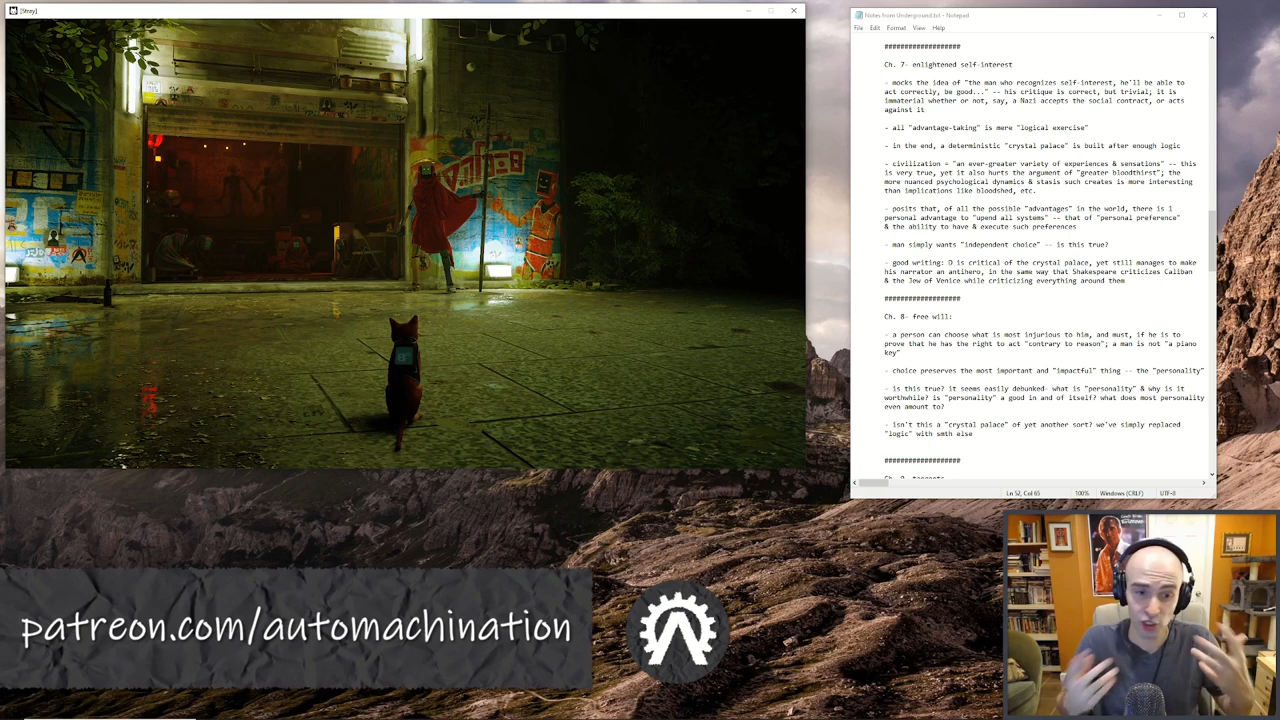 [Stray]
Notes from Underground.txt - Notepad
File Edit Format View Help
##################
Ch. 7- enlightened self-interest
- mocks the idea of "the man who recognizes self-interest, he'll be able to
act correctly, be good..." -- his critique is correct, but trivial; it is
immaterial whether or not, say, a Nazi accepts the social contract, or acts
against it
- all "advantage-taking" is mere "logical exercise"
- in the end, a deterministic "crystal palace" is built after enough logic
- civilization = "an ever-greater variety of experiences & sensations" -- this
is very true, yet it also hurts the argument of "greater bloodthirst"; the
more nuanced psychological dynamics & stasis such creates is more interesting
than implications like bloodshed, etc.
- posits that, of all the possible "advantages" in the world, there is 1
personal advantage to "upend all systems" -- that of "personal preference"
& the ability to have & execute such preferences
- man simply wants "independent choice" -- is this true?
- good writing: D is critical of the crystal palace, yet still manages to make
his narrator an antihero, in the same way that Shakespeare criticizes Caliban
& the Jew of Venice while criticizing everything around them
##################
Ch. 8- free will:
- a person can choose what is most injurious to him, and must, if he is to
prove that he has the right to act "contrary to reason"; a man is not "a piano
key"
- choice preserves the most important and "impactful" thing -- the "personality"
- is this true? it seems easily debunked- what is "personality" & why is it
worthwhile? is "personality" a good in and of itself? what does most personality
even amount to?
- isn't this a "crystal palace" of yet another sort? we've simply replaced
"logic" with smth else
##################
Ch. 9- tangents
Ln 52, Col 65 100% Windows (CRLF) UTF-8
patreon.com/automachination